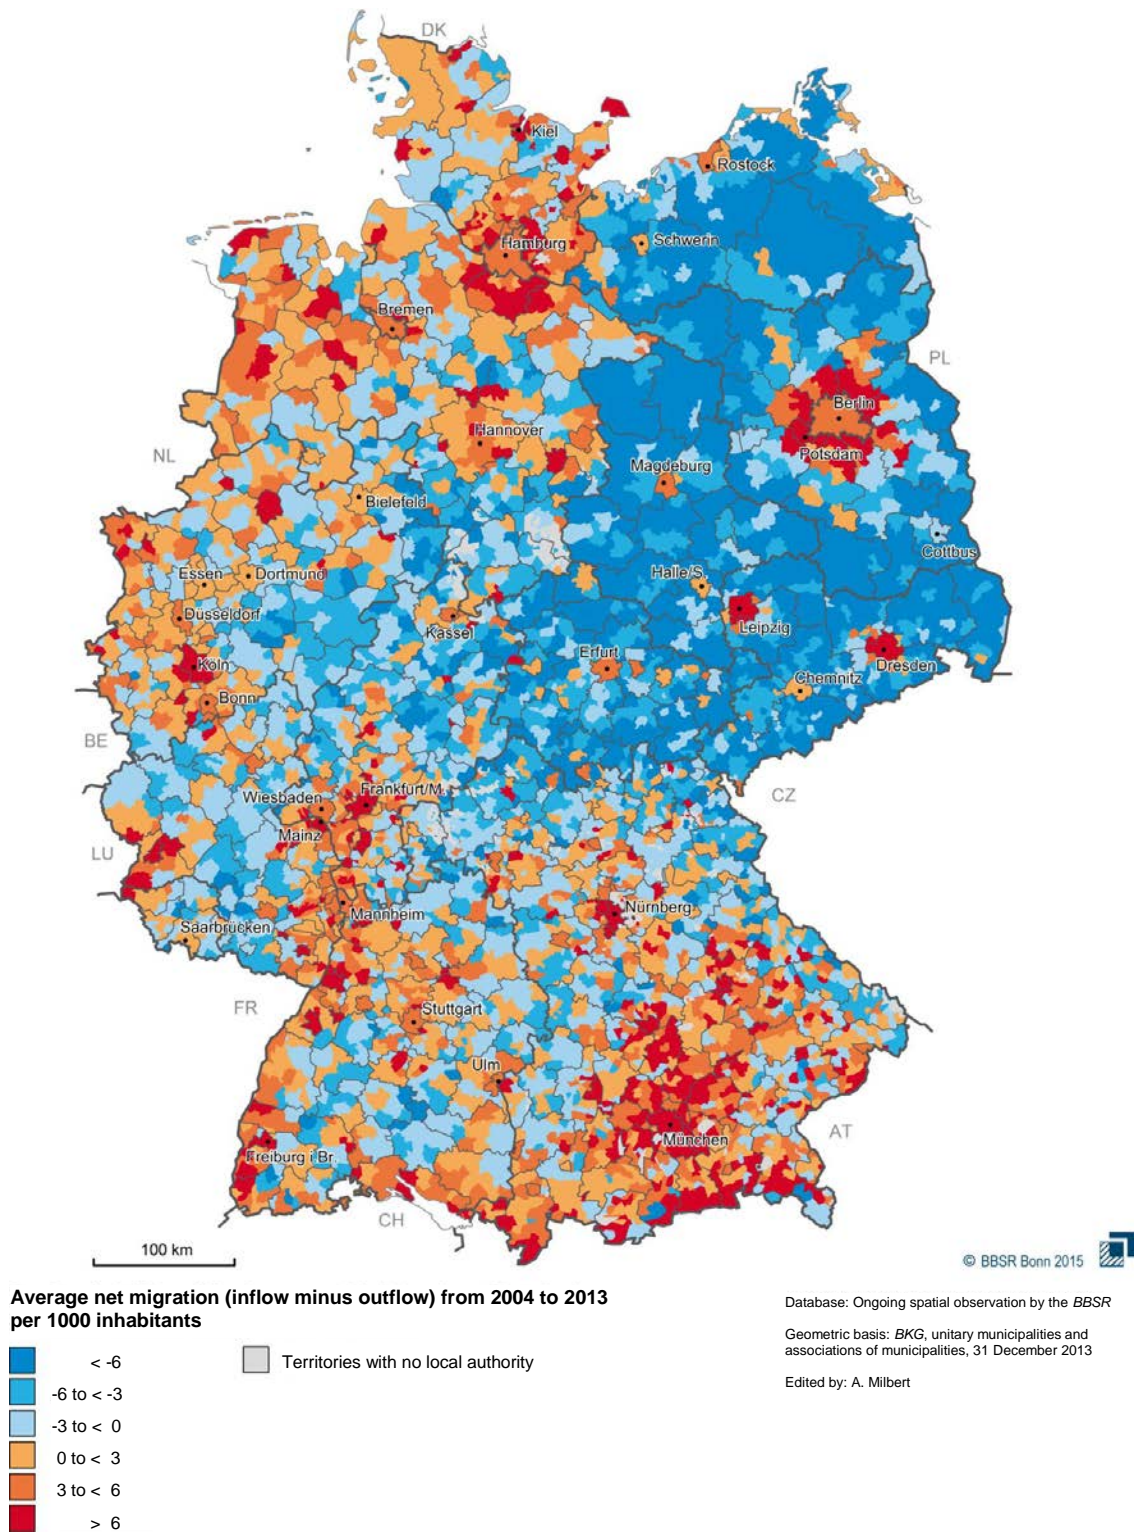 DK
Kiel
Rostock
Schwerin
Hamburg
Bremen
PL
Berlin
Hannover
Potsdam
NL
Magdeburg
Bielefeld
Cottbus
Essen
Dortmund
Halle/S.
Düsseldorf
Kassel
Leipzig
Köln
Erfurt
Dresden
Chemnitz
Bonn
BE
Wiesbaden
Frankfurt/M.
CZ
Mainz
LU
Mannheim
Nürnberg
Saarbrücken
FR
Stuttgart
Ulm
München
AT
Freiburg i.Br.
CH
100 km
© BBSR Bonn 2015
Average net migration (inflow minus outflow) from 2004 to 2013
per 1000 inhabitants
< -6
-6 to < -3
-3 to < 0
0 to < 3
3 to < 6
> 6
Territories with no local authority
Database: Ongoing spatial observation by the BBSR
Geometric basis: BKG, unitary municipalities and
associations of municipalities, 31 December 2013
Edited by: A. Milbert